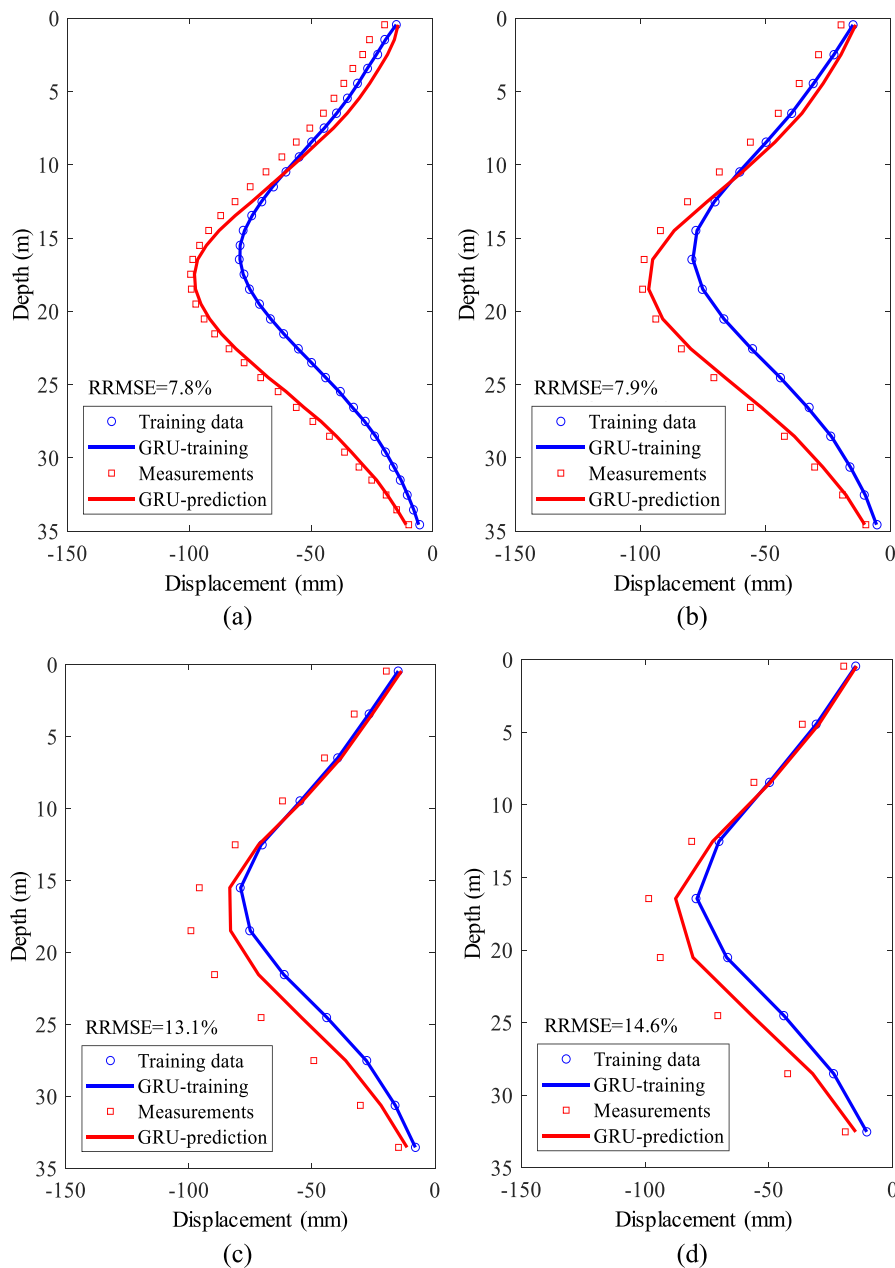 0
5
10
15
20
25
30
35
Depth (m)
RRMSE=7.8%
Training data
GRU-training
Measurements
GRU-prediction
-150
-100
-50
0
Displacement (mm)
(a)
0
5
10
15
20
25
30
35
Depth (m)
RRMSE=7.9%
Training data
GRU-training
Measurements
GRU-prediction
-150
-100
-50
0
Displacement (mm)
(b)
0
5
10
15
20
25
30
35
Depth (m)
RRMSE=13.1%
Training data
GRU-training
Measurements
GRU-prediction
-150
-100
-50
0
Displacement (mm)
(c)
0
5
10
15
20
25
30
35
Depth (m)
RRMSE=14.6%
Training data
GRU-training
Measurements
GRU-prediction
-150
-100
-50
0
Displacement (mm)
(d)